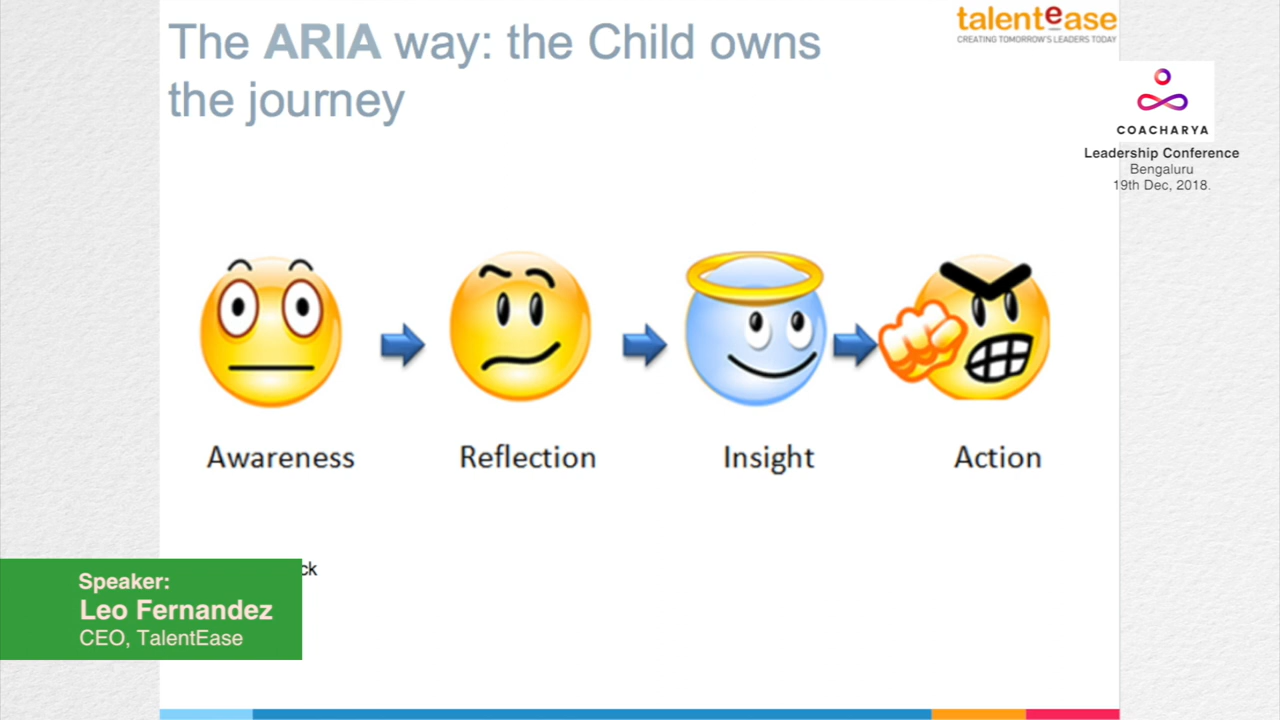 The ARIA way: the Child owns
the journey
talentease
CREATING TOMORROW'S LEADERS TODAY
COACHARYA
Leadership Conference
Bengaluru
19th Dec, 2018.
Awareness
Reflection
Insight
Action
ck
Speaker:
Leo Fernandez
CEO, TalentEase